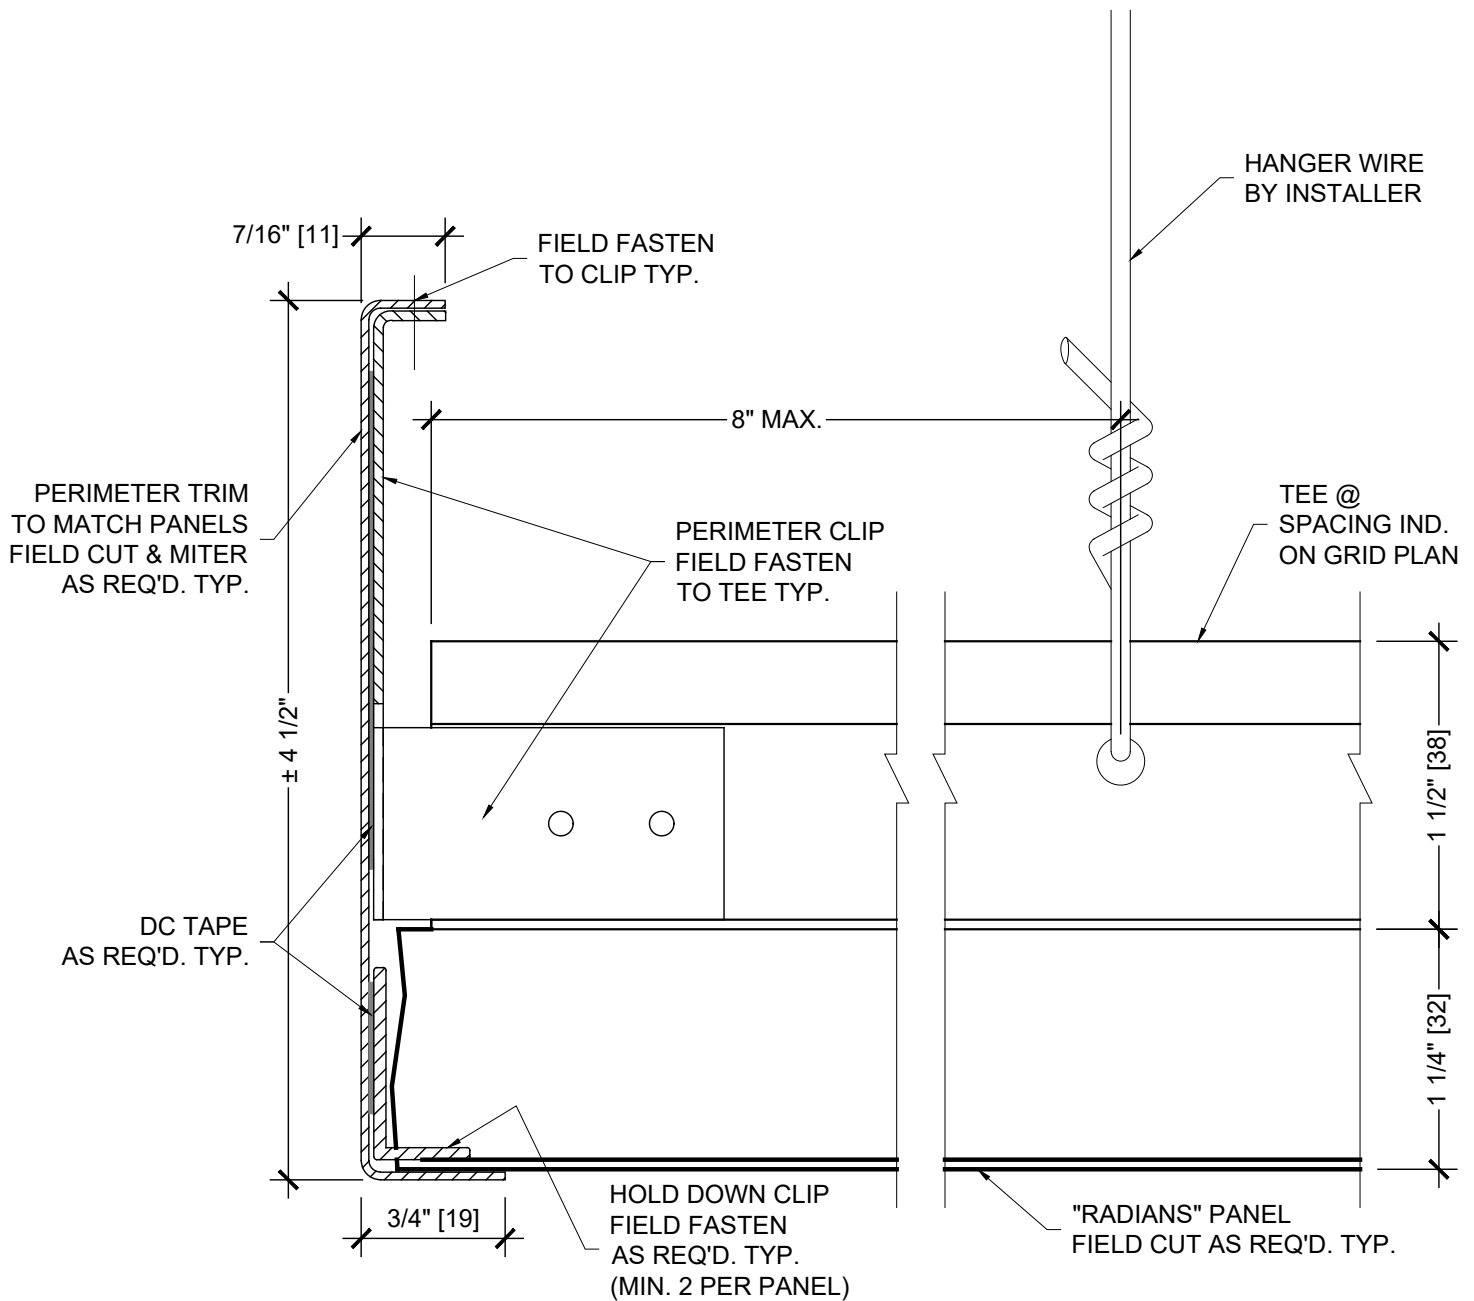 HANGER WIRE
BY INSTALLER
7/16" [11]
FIELD FASTEN
TO CLIP TYP.
8" MAX.
PERIMETER TRIM
TO MATCH PANELS
FIELD CUT & MITER
AS REQ'D. TYP.
PERIMETER CLIP
FIELD FASTEN
TO TEE TYP.
TEE @
SPACING IND.
ON GRID PLAN
± 4 1/2"
1 1/2" [38]
DC TAPE
AS REQ'D. TYP.
1 1/4" [32]
3/4" [19]
HOLD DOWN CLIP
FIELD FASTEN
AS REQ'D. TYP.
(MIN. 2 PER PANEL)
"RADIANS" PANEL
FIELD CUT AS REQ'D. TYP.